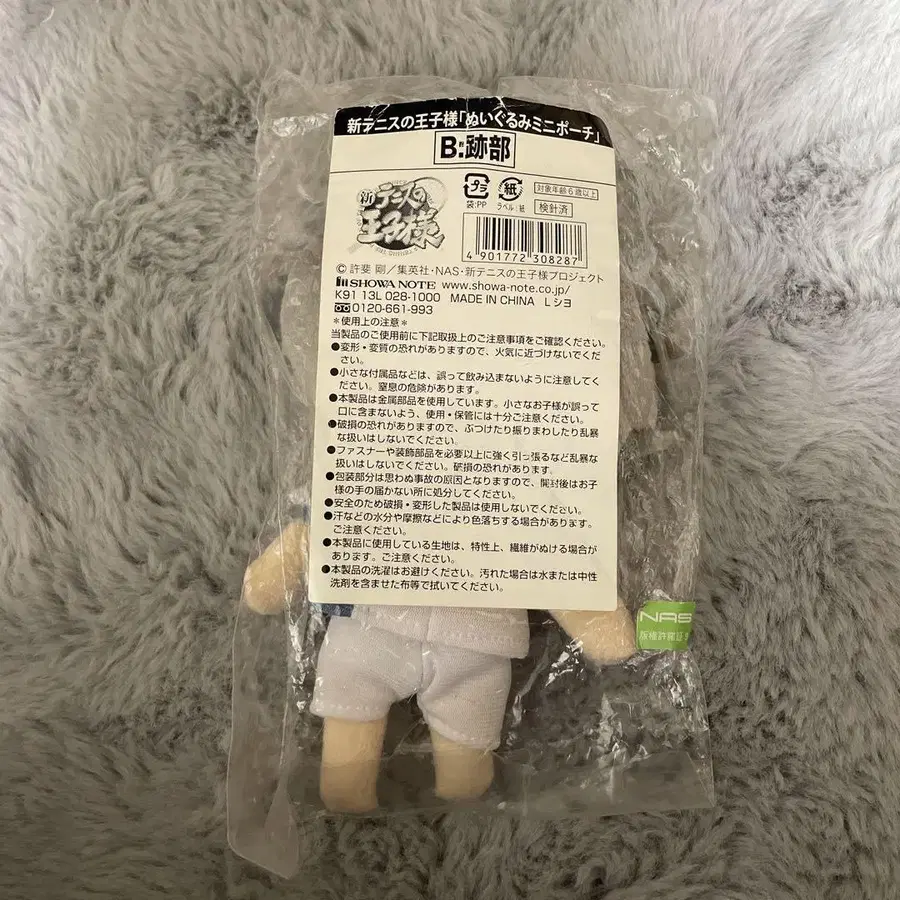 新テニスの王子様「ぬいぐるみミニポーチ」
B:跡部
新テニスの
王子様
プラ
紙
対象年齢6歳以上
袋:PP
ラベル:紙
検針済
4 901772 308287
© 許斐 剛/集英社・NAS・新テニスの王子様プロジェクト
SHOWA NOTE www.showa-note.co.jp/
K91 13L 028-1000 MADE IN CHINA Lシヨ
0120-661-993
*使用上の注意*
当製品のご使用前に下記取扱上のご注意事項をご確認ください。
●変形・変質の恐れがありますので、火気に近づけないでくだ
さい。
●小さな付属品などは、誤って飲み込まないように注意してく
ださい。窒息の危険があります。
●本製品は金属部品を使用しています。小さなお子様が誤って
口に含まないよう、使用・保管には十分ご注意ください。
●破損の恐れがありますので、ぶつけたり振りまわしたり乱暴
な扱いはしないでください。
●ファスナーや装飾部品を必要以上に強く引っ張るなど乱暴な
扱いはしないでください。破損の恐れがあります。
●包装部分は思わぬ事故の原因となりますので、開封後はお子
様の手の届かない所に処分してください。
●安全のため破損・変形した製品は使用しないでください。
●汗などの水分や摩擦などにより色落ちする場合があります。
ご注意ください。
●本製品に使用している生地は、特性上、繊維がぬける場合が
あります。ご注意ください。
●本製品の洗濯はお避けください。汚れた場合は水または中性
洗剤を含ませた布等で拭いてください。
NAS
版権許諾証